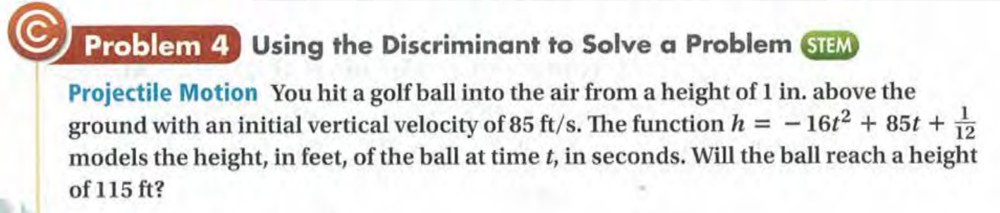 © Problem 4 Using the Discriminant to Solve a Problem STEM
Projectile Motion You hit a golf ball into the air from a height of 1 in. above the
ground with an initial vertical velocity of 85 ft/s. The function h = −16t² + 85t + 1/12
models the height, in feet, of the ball at time t, in seconds. Will the ball reach a height
of 115 ft?